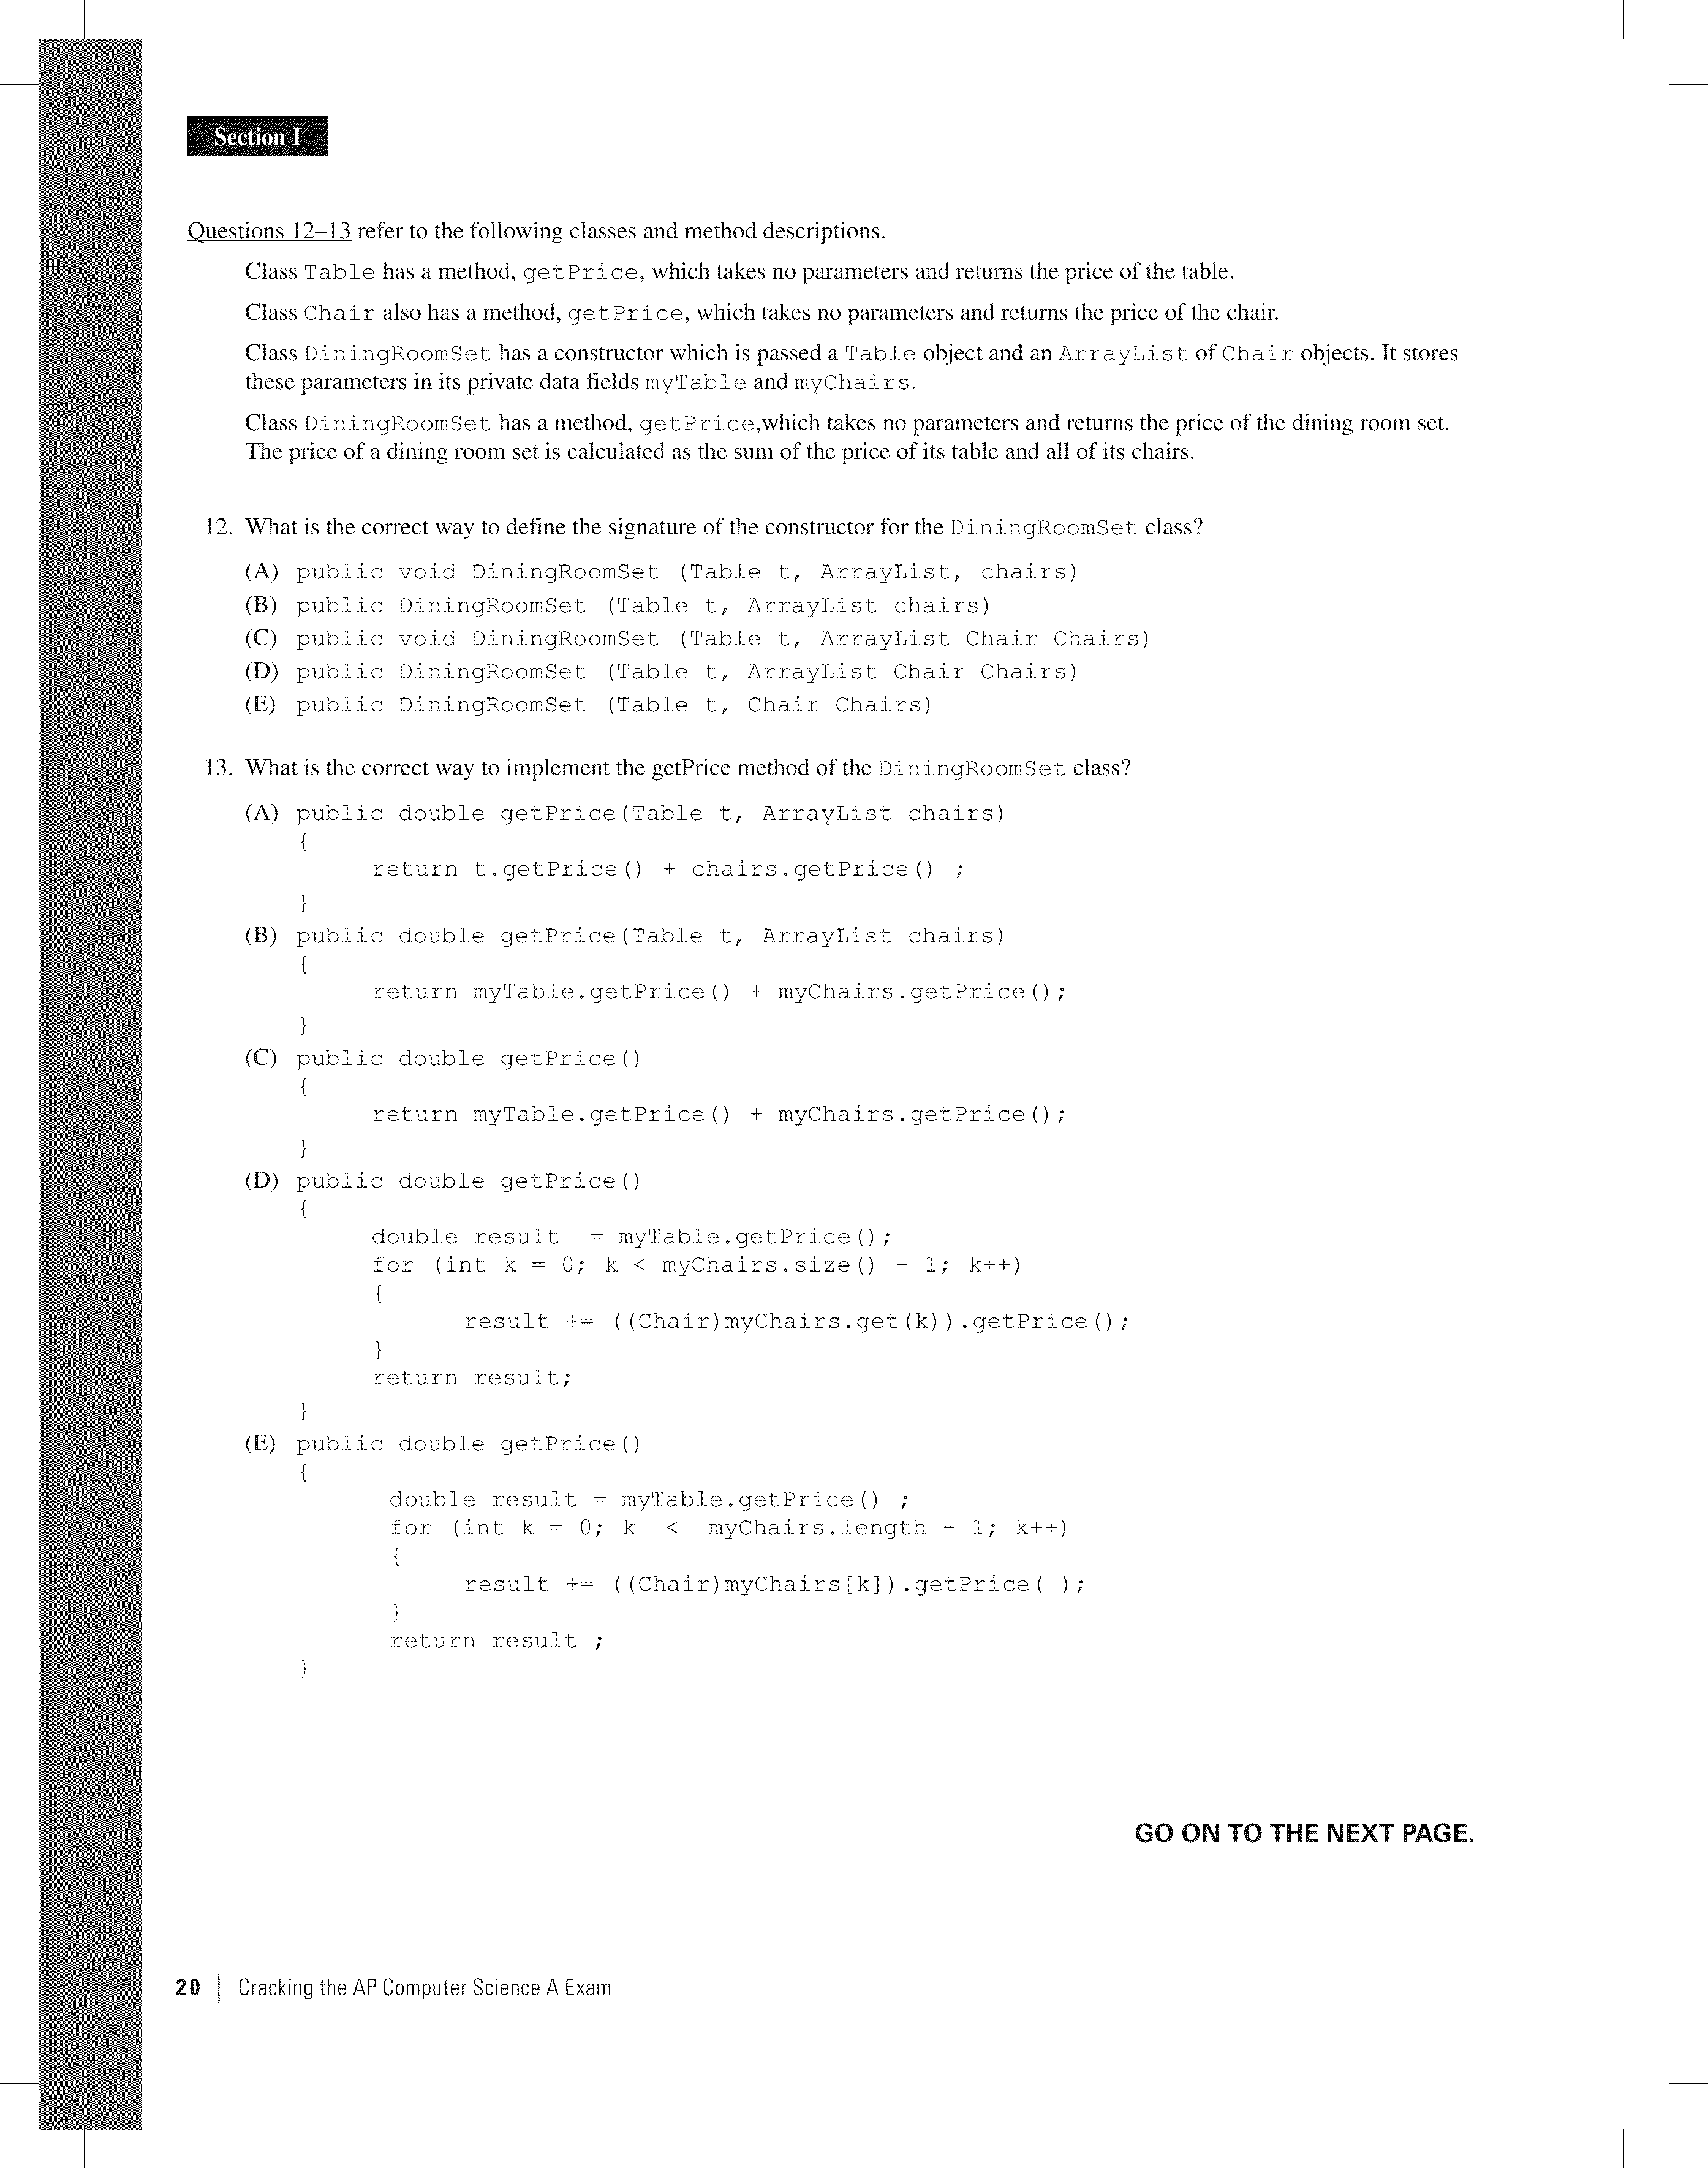 Section I
Questions 12–13 refer to the following classes and method descriptions.
Class Table has a method, getPrice, which takes no parameters and returns the price of the table.
Class Chair also has a method, getPrice, which takes no parameters and returns the price of the chair.
Class DiningRoomSet has a constructor which is passed a Table object and an ArrayList of Chair objects. It stores
these parameters in its private data fields myTable and myChairs.
Class DiningRoomSet has a method, getPrice,which takes no parameters and returns the price of the dining room set.
The price of a dining room set is calculated as the sum of the price of its table and all of its chairs.
12. What is the correct way to define the signature of the constructor for the DiningRoomSet class?
(A) public void DiningRoomSet (Table t, ArrayList, chairs)
(B) public DiningRoomSet (Table t, ArrayList chairs)
(C) public void DiningRoomSet (Table t, ArrayList Chair Chairs)
(D) public DiningRoomSet (Table t, ArrayList Chair Chairs)
(E) public DiningRoomSet (Table t, Chair Chairs)
13. What is the correct way to implement the getPrice method of the DiningRoomSet class?
(A) public double getPrice(Table t, ArrayList chairs)
{
return t.getPrice() + chairs.getPrice() ;
}
(B) public double getPrice(Table t, ArrayList chairs)
{
return myTable.getPrice() + myChairs.getPrice();
}
(C) public double getPrice()
{
return myTable.getPrice() + myChairs.getPrice();
}
(D) public double getPrice()
{
double result = myTable.getPrice();
for (int k = 0; k < myChairs.size() - 1; k++)
{
result += ((Chair)myChairs.get(k)).getPrice();
}
return result;
}
(E) public double getPrice()
{
double result = myTable.getPrice() ;
for (int k = 0; k < myChairs.length - 1; k++)
{
result += ((Chair)myChairs[k]).getPrice( );
}
return result ;
}
GO ON TO THE NEXT PAGE.
20 | Cracking the AP Computer Science A Exam